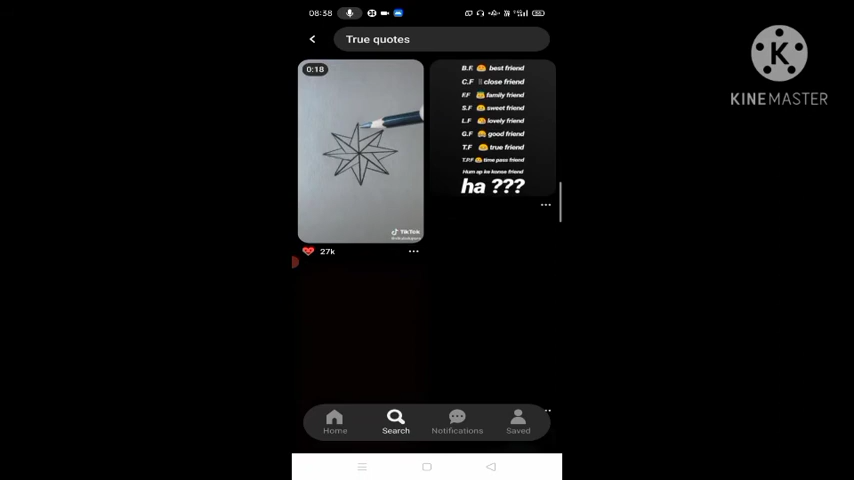 08:38
True quotes
0:18
TikTok
27k
B.F. best friend
C.F close friend
F.F family friend
S.F sweet friend
L.F lovely friend
G.F good friend
T.F true friend
T.P.F time pass friend
Hum ap ke konse friend
ha ???
Home
Search
Notifications
Saved
K
KINEMASTER